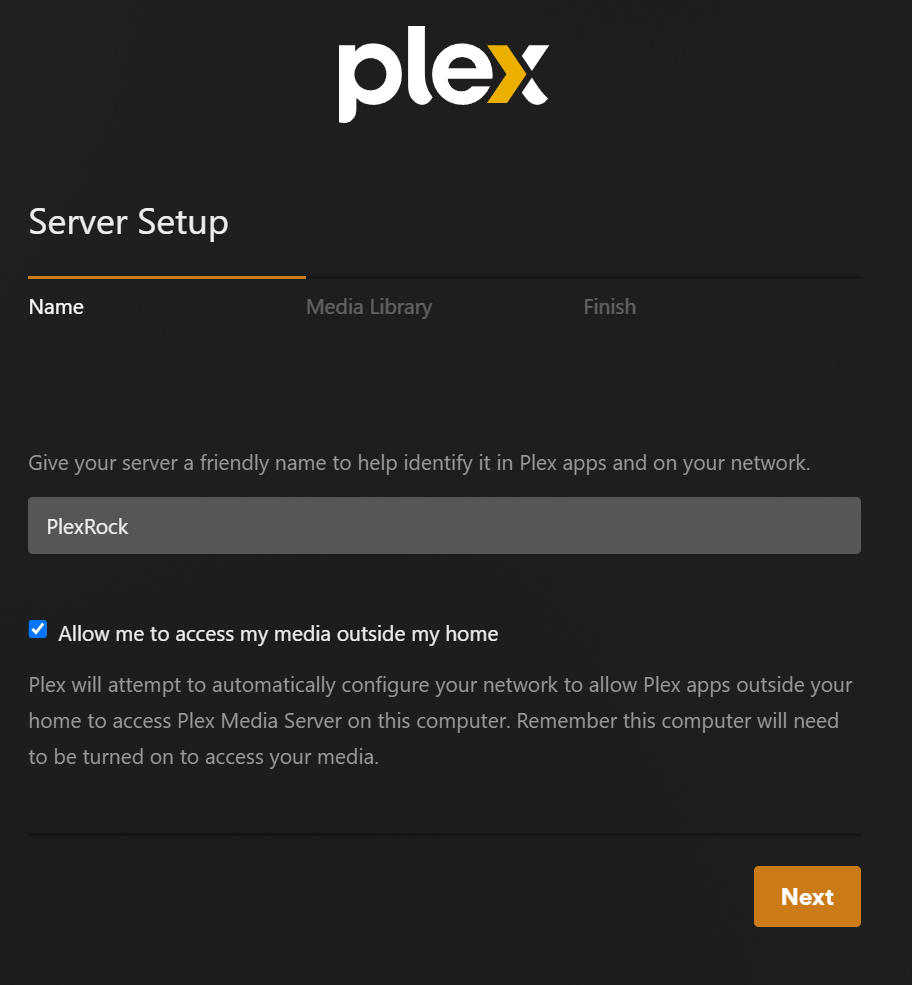 plex
Server Setup
Name
Media Library
Finish
Give your server a friendly name to help identify it in Plex apps and on your network.
PlexRock
Allow me to access my media outside my home
Plex will attempt to automatically configure your network to allow Plex apps outside your
home to access Plex Media Server on this computer. Remember this computer will need
to be turned on to access your media.
Next